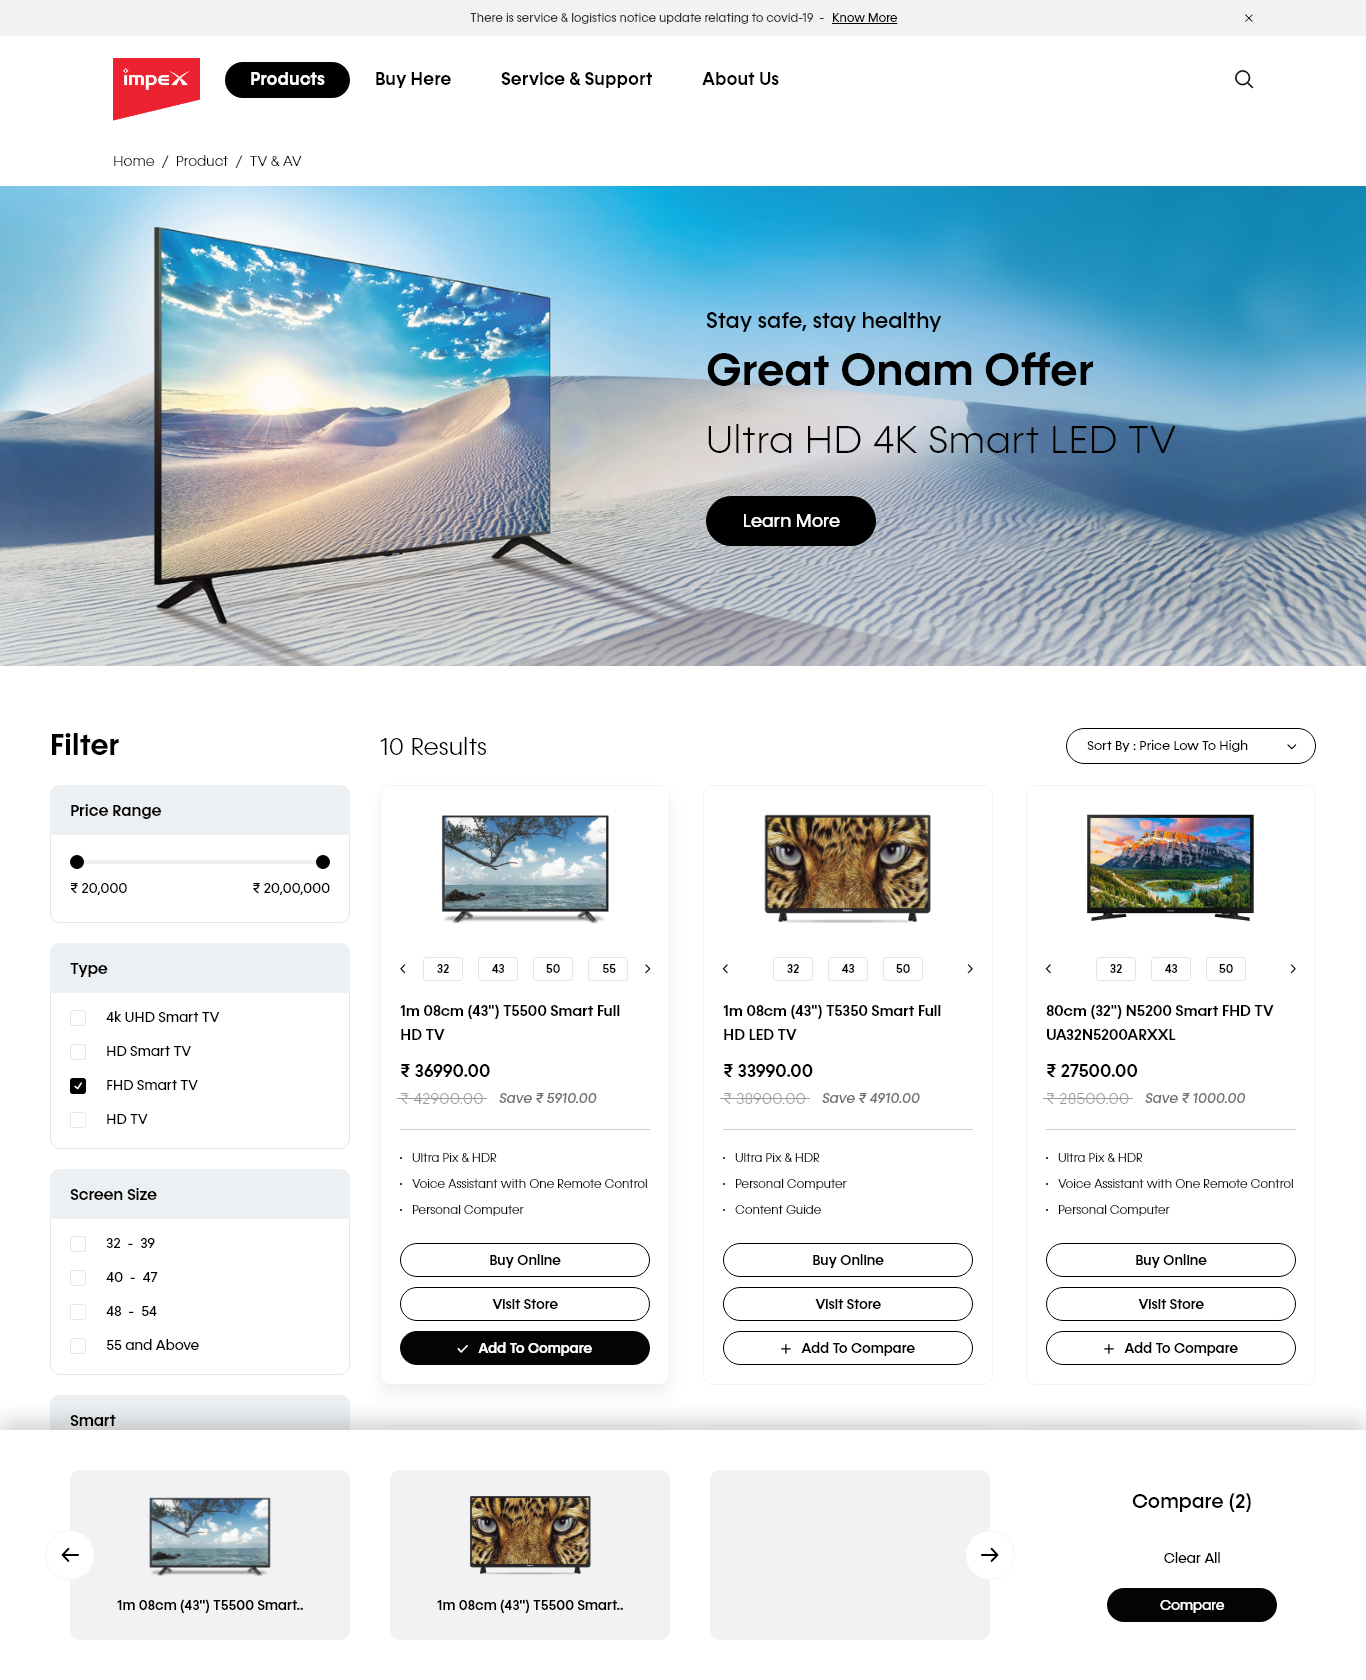 There is service & logistics notice update relating to covid-19 - Know More
impex
Products
Buy Here
Service & Support
About Us
Home / Product / TV & AV
Stay safe, stay healthy
Great Onam Offer
Ultra HD 4K Smart LED TV
Learn More
Filter
10 Results
Sort By : Price Low To High
Price Range
₹ 20,000
₹ 20,00,000
Type
4k UHD Smart TV
HD Smart TV
FHD Smart TV
HD TV
Screen Size
32 - 39
40 - 47
48 - 54
55 and Above
Smart
32 43 50 55
1m 08cm (43") T5500 Smart Full
HD TV
₹ 36990.00
₹ 42900.00 Save ₹ 5910.00
· Ultra Pix & HDR
· Voice Assistant with One Remote Control
· Personal Computer
Buy Online
Visit Store
Add To Compare
32 43 50
1m 08cm (43") T5350 Smart Full
HD LED TV
₹ 33990.00
₹ 38900.00 Save ₹ 4910.00
· Ultra Pix & HDR
· Personal Computer
· Content Guide
Buy Online
Visit Store
+ Add To Compare
32 43 50
80cm (32") N5200 Smart FHD TV
UA32N5200ARXXL
₹ 27500.00
₹ 28500.00 Save ₹ 1000.00
· Ultra Pix & HDR
· Voice Assistant with One Remote Control
· Personal Computer
Buy Online
Visit Store
+ Add To Compare
1m 08cm (43") T5500 Smart..
1m 08cm (43") T5500 Smart..
Compare (2)
Clear All
Compare